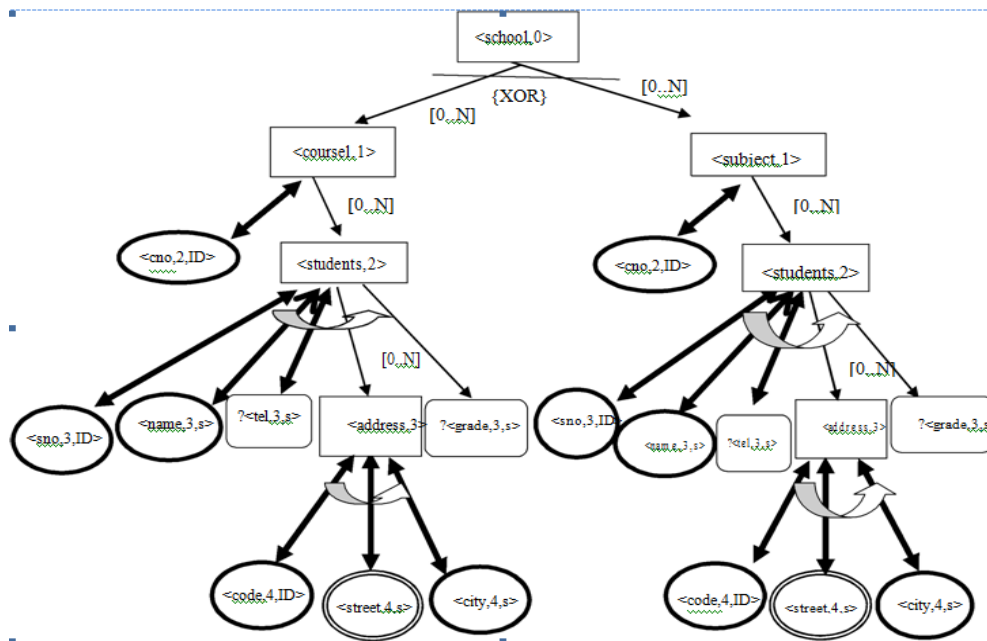 <school,0>
{XOR}
[0..N]
[0..N]
<coursel,1>
<subject,1>
[0..N]
[0..N]
<cno,2,ID>
<students,2>
<cno,2,ID>
<students,2>
[0..N]
[0..N]
<sno,3,ID>
<name,3,s>
?<tel,3,s>
<address,3>
?<grade,3,s>
<sno,3,ID>
<name,3,s>
?<tel,3,s>
<address,3>
?<grade,3,s
<code,4,ID>
<street,4,s>
<city,4,s>
<code,4,ID>
<street,4,s>
<city,4,s>